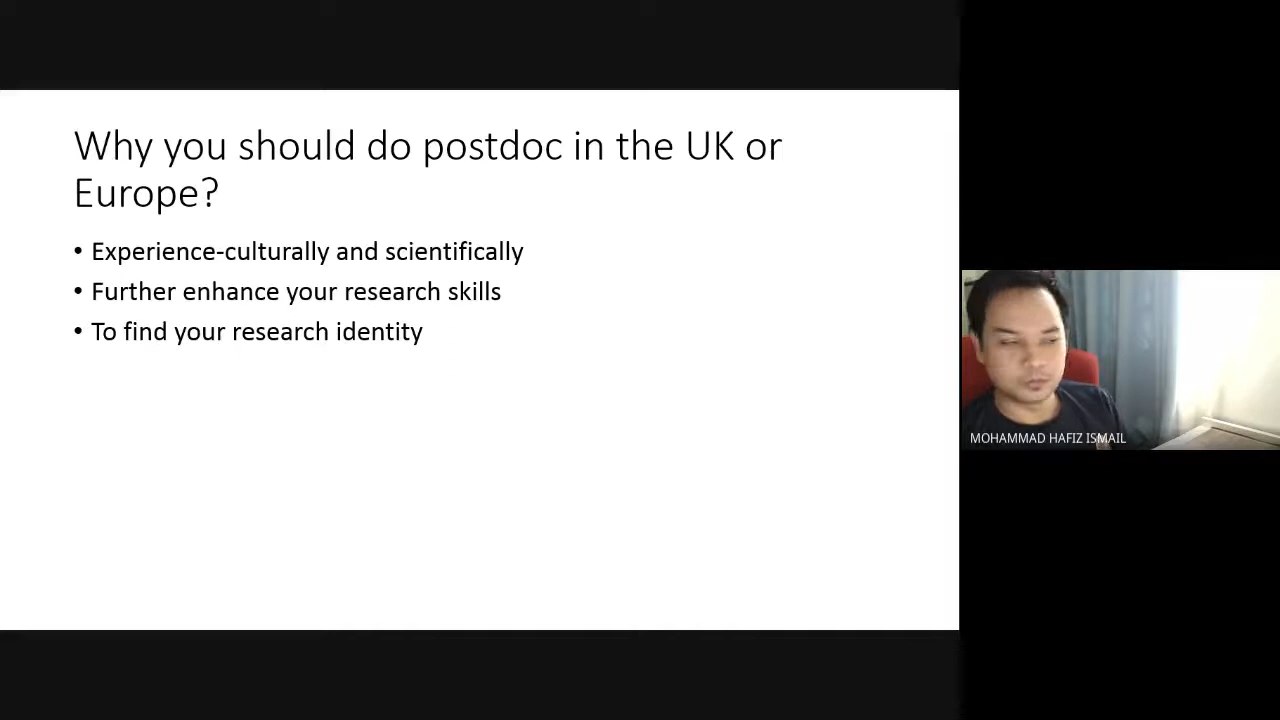 Why you should do postdoc in the UK or
Europe?
• Experience-culturally and scientifically
• Further enhance your research skills
• To find your research identity
MOHAMMAD HAFIZ ISMAIL